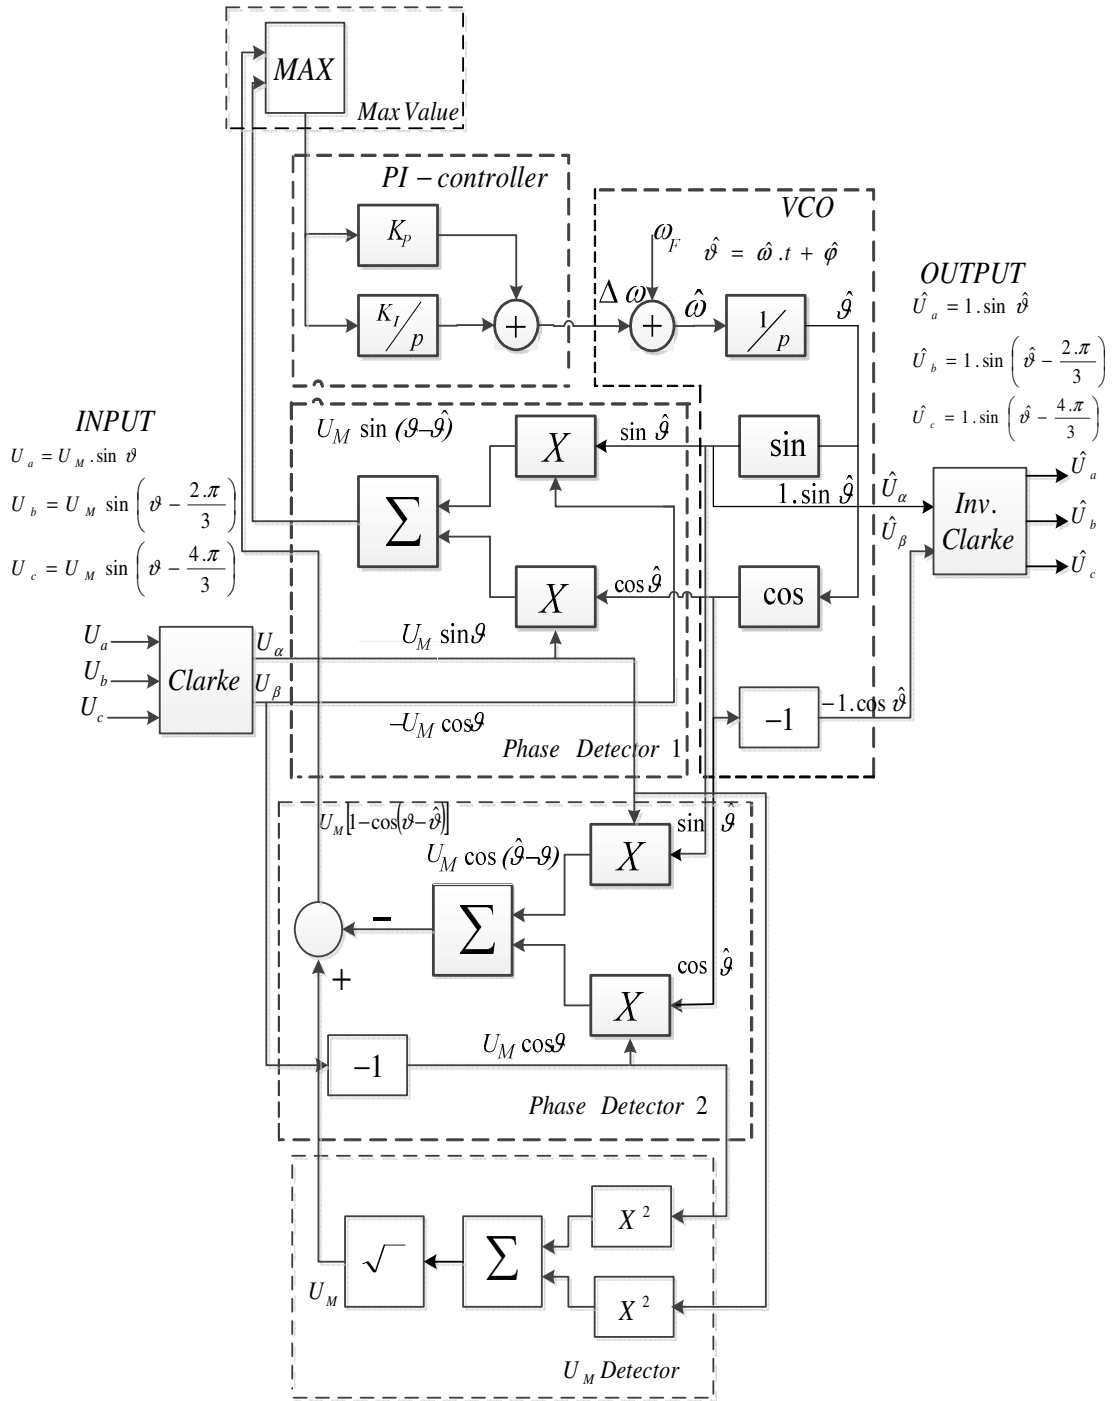 MAX
Max Value
PI – controller
K_P
K_I / p
+
VCO
ω_F
ϑ̂ = ω̂ . t + φ̂
Δ ω
+
ω̂
1 / p
ϑ̂
OUTPUT
Û_a = 1 . sin ϑ̂
Û_b = 1 . sin ( ϑ̂ − 2 . π / 3 )
Û_c = 1 . sin ( ϑ̂ − 4 . π / 3 )
INPUT
U_a = U_M . sin ϑ
U_b = U_M sin ( ϑ − 2 . π / 3 )
U_c = U_M sin ( ϑ − 4 . π / 3 )
U_M sin (ϑ–ϑ̂)
X
sin ϑ̂
sin
Σ
1 . sin ϑ̂
Û_α
Û_β
Inv.
Clarke
Û_a
Û_b
Û_c
X
cos ϑ̂
cos
U_a
U_b
U_c
Clarke
U_α
U_β
U_M sin ϑ
–U_M cos ϑ
-1
−1 . cos ϑ̂
Phase Detector 1
U_M [1−cos(ϑ−ϑ̂)]
U_M cos (ϑ̂–ϑ)
X
sin ϑ̂
Σ
–
+
cos ϑ̂
X
-1
U_M cos ϑ
Phase Detector 2
X²
X²
Σ
√
U_M
U_M Detector